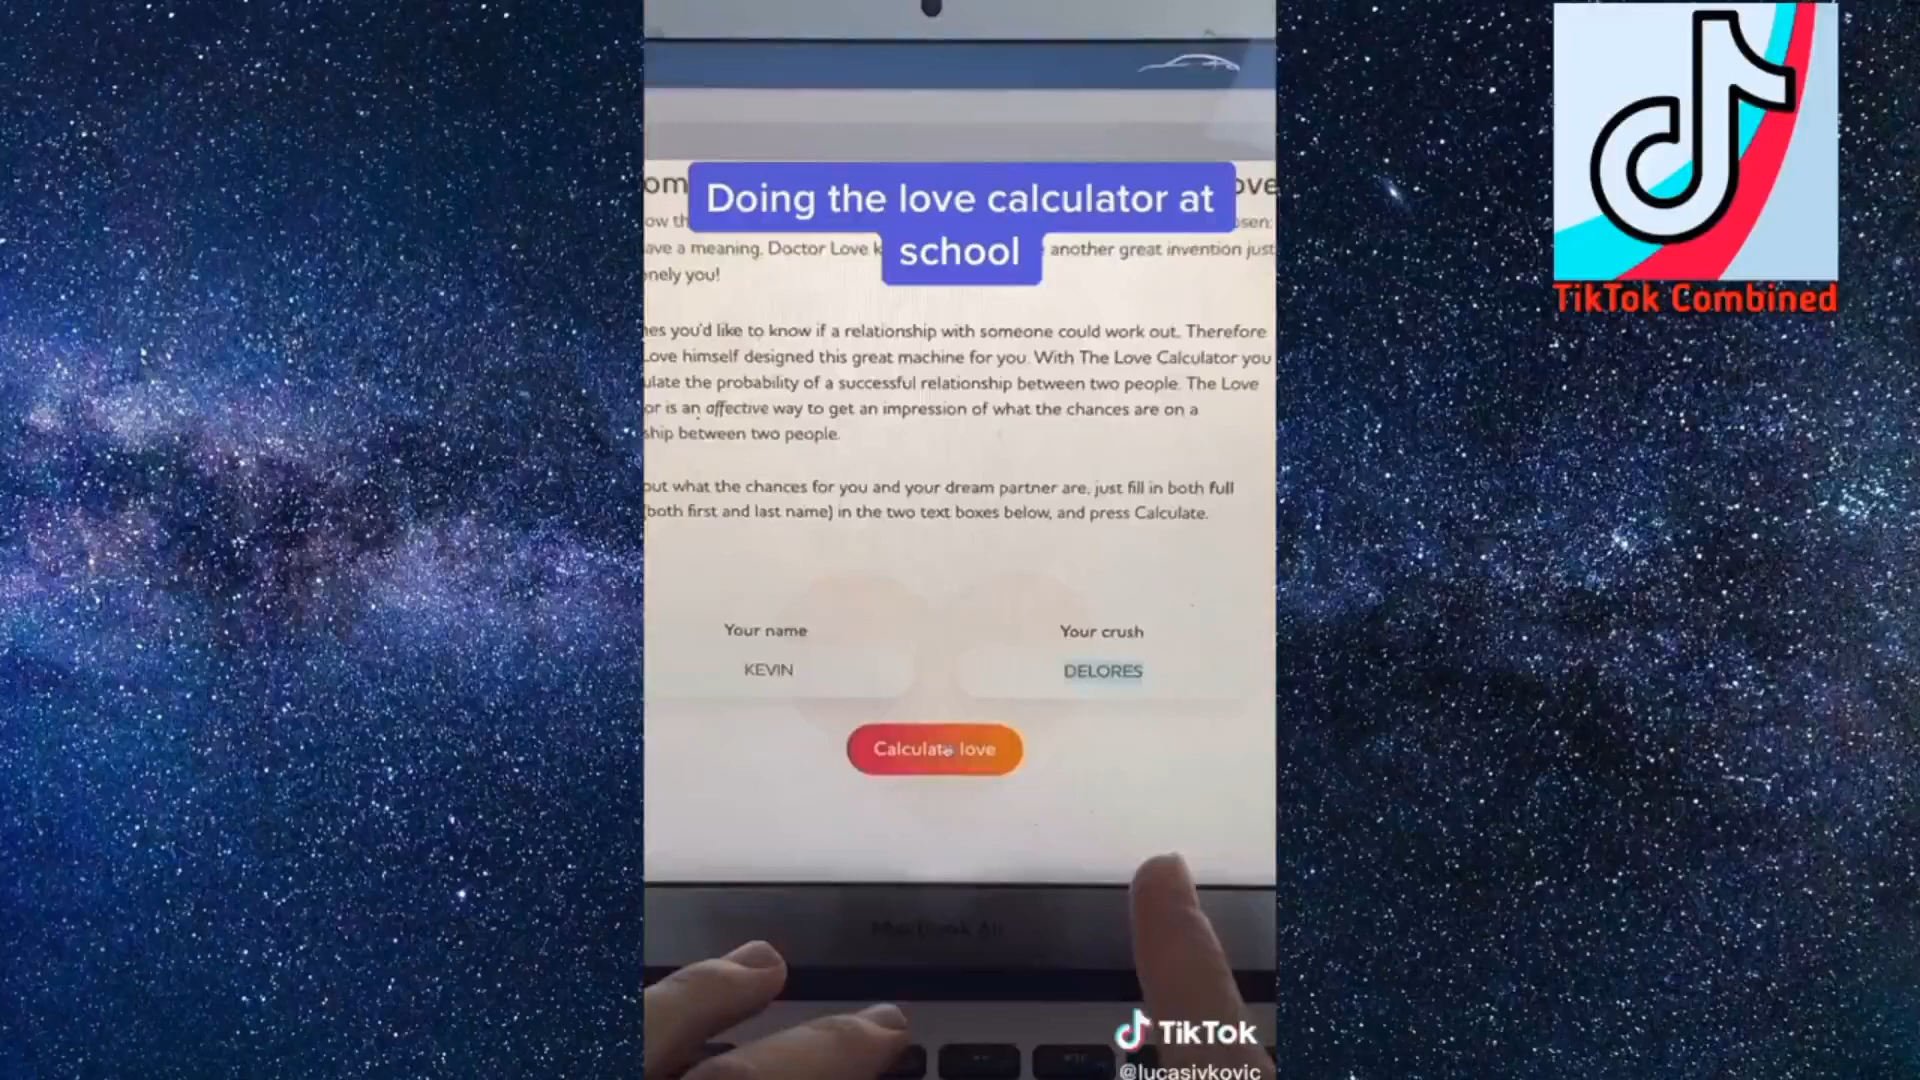 Doing the love calculator at
school
TikTok Combined
ave a meaning. Doctor Love
another great invention just
you!
you'd like to know if a relationship with someone could work out. Therefore
Love himself designed this great machine for you. With The Love Calculator you
the probability of a successful relationship between two people. The Love
or is an affective way to get an impression of what the chances are on a
ship between two people.
out what the chances for you and your dream partner are, just fill in both full
(both first and last name) in the two text boxes below, and press Calculate.
Your name
Your crush
KEVIN
DELORES
Calculate love
MacBook Air
TikTok
@lucasivkovic